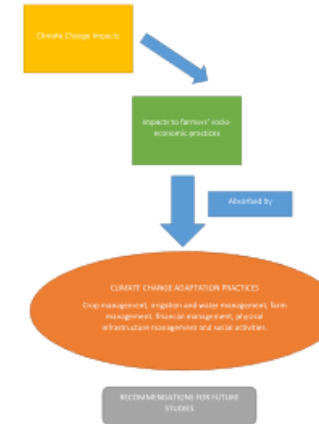 Climate Change Impacts
Impacts to farmers' socio-
economic practices
Absorbed by
CLIMATE CHANGE ADAPTATION PRACTICES
Crop management, irrigation and water management, farm
management, financial management, physical
infrastructure management and social activities.
RECOMMENDATIONS FOR FUTURE
STUDIES